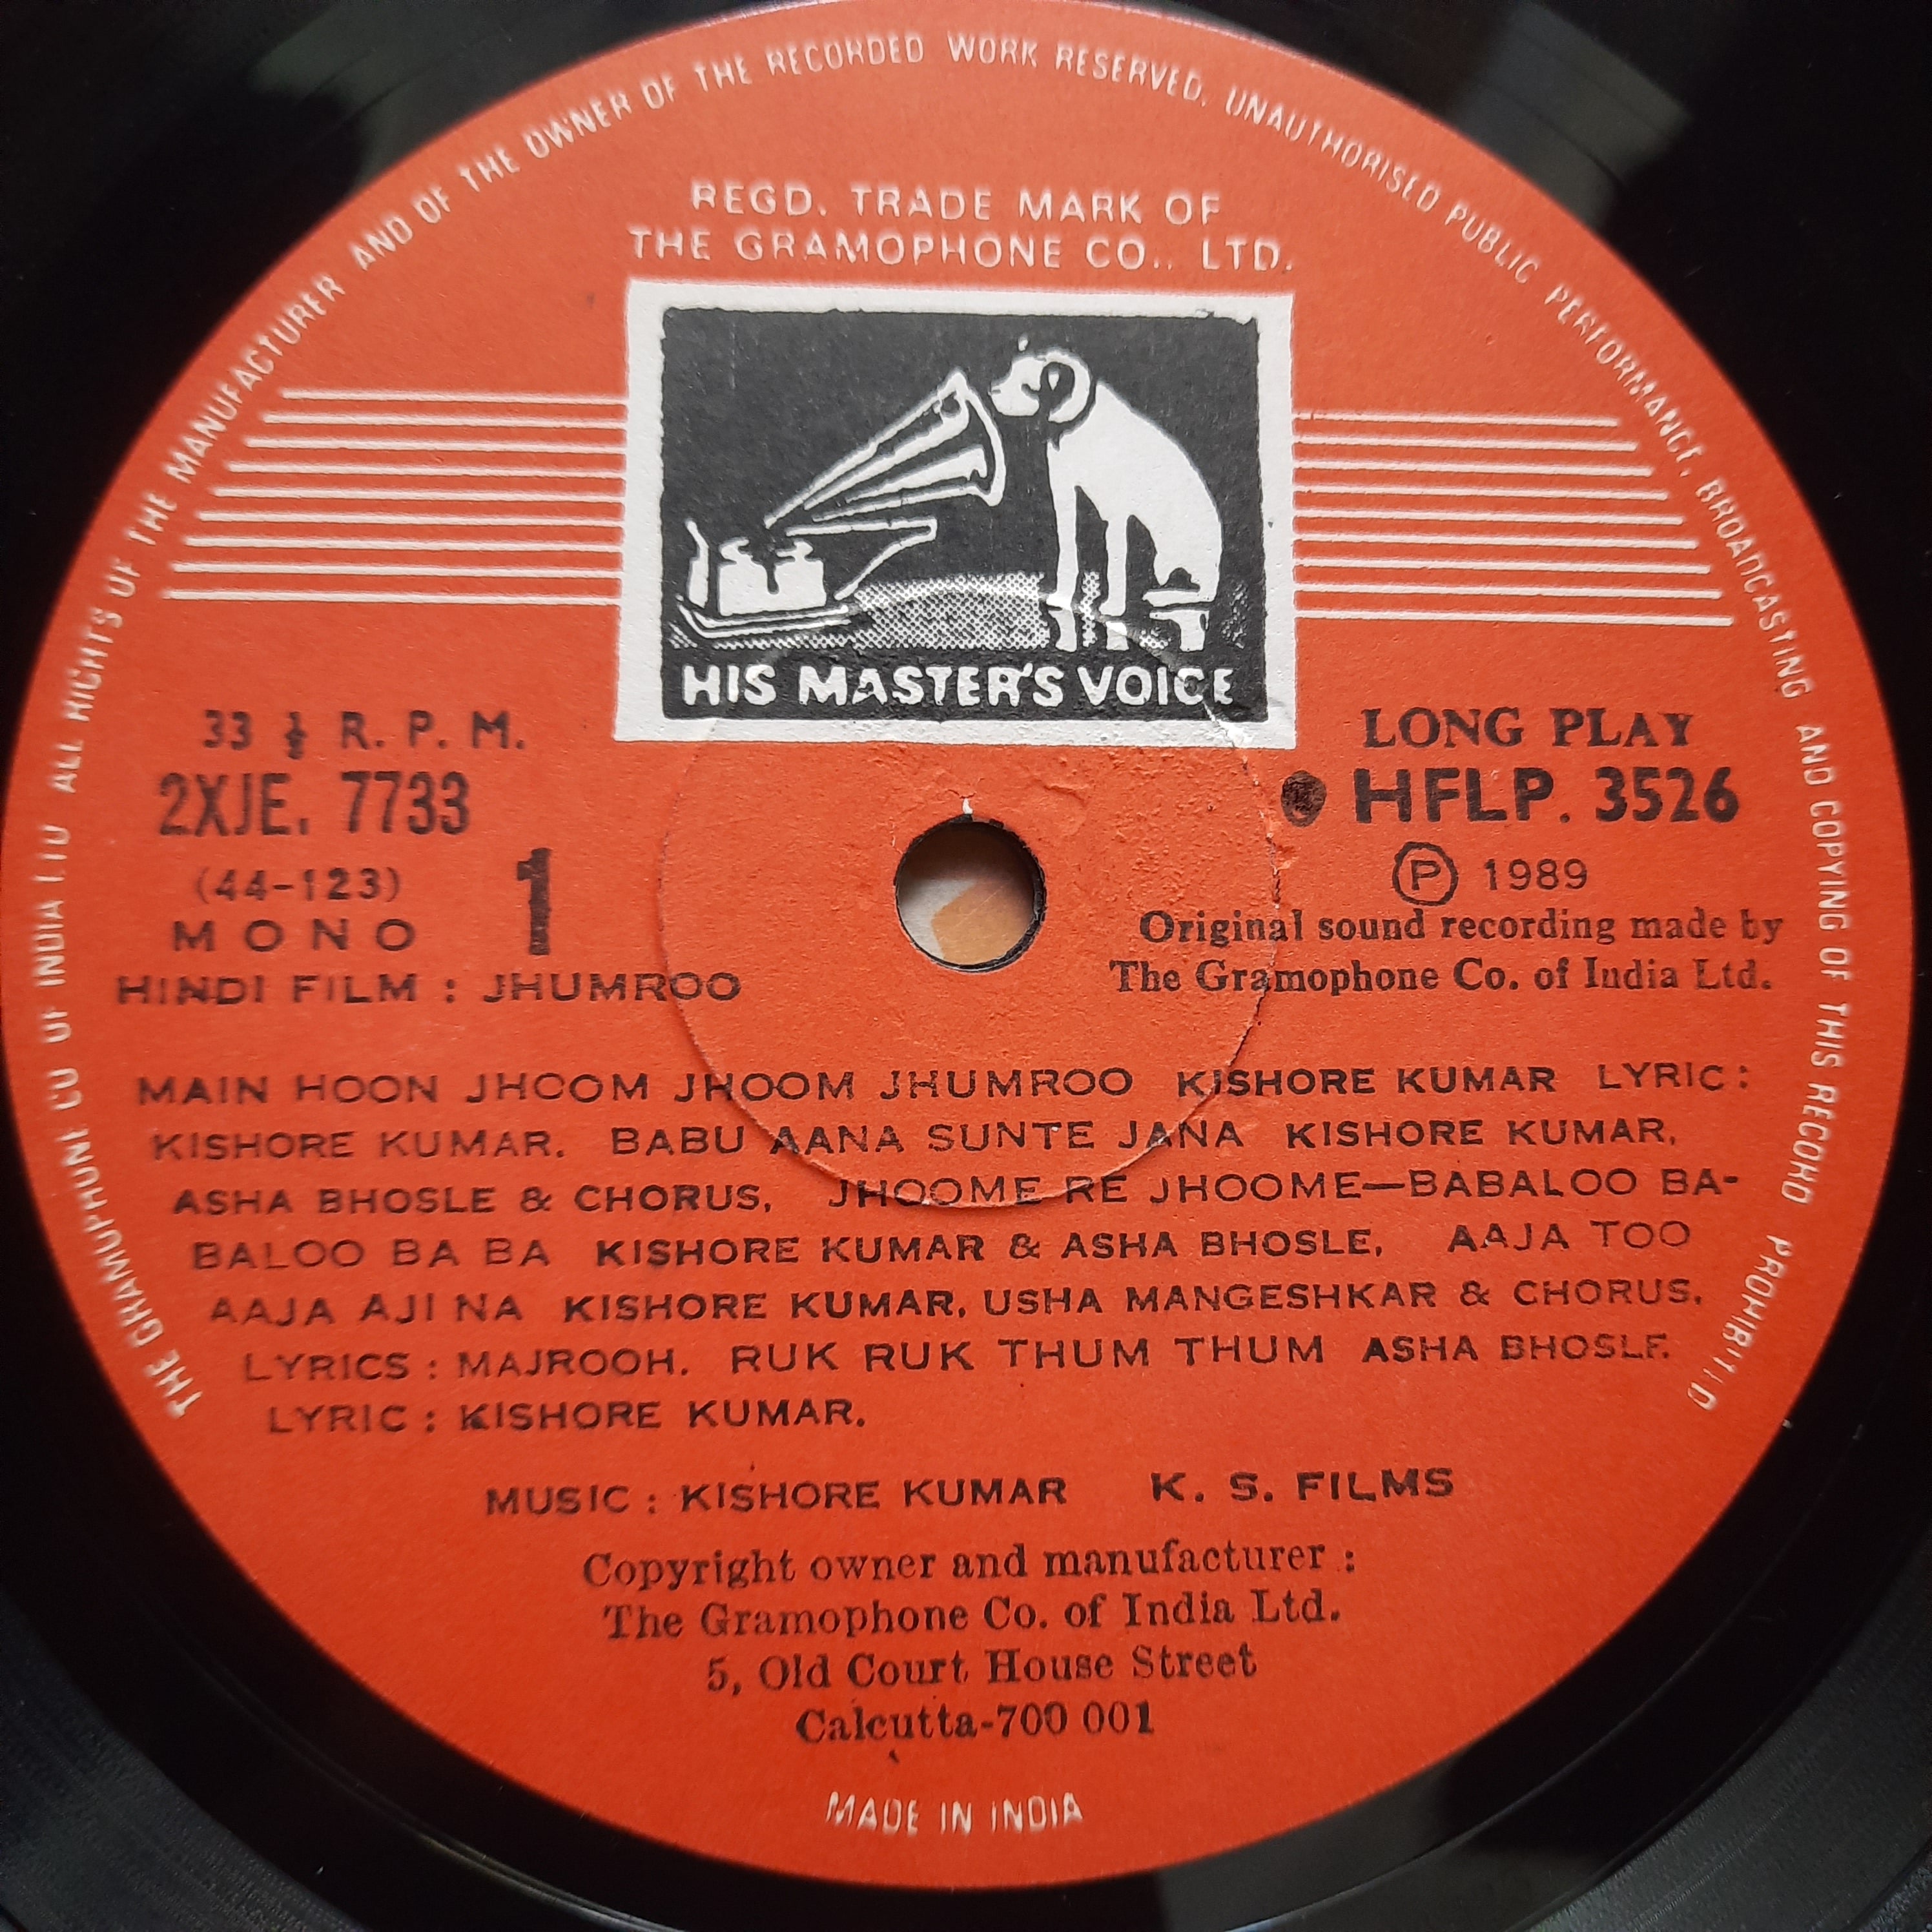 THE GRAMOPHONE CO OF INDIA LTD ALL RIGHTS OF THE MANUFACTURER AND OF THE OWNER OF THE RECORDED WORK RESERVED. UNAUTHORISED PUBLIC PERFORMANCE, BROADCASTING AND COPYING OF THIS RECORD PROHIBITED
REGD. TRADE MARK OF
THE GRAMOPHONE CO., LTD.
HIS MASTER'S VOICE
33 ⅓ R. P. M.
2XJE. 7733
(44-123)
MONO
1
LONG PLAY
HFLP. 3526
Ⓟ 1989
Original sound recording made by
The Gramophone Co. of India Ltd.
HINDI FILM : JHUMROO
MAIN HOON JHOOM JHOOM JHUMROO KISHORE KUMAR LYRIC :
KISHORE KUMAR. BABU AANA SUNTE JANA KISHORE KUMAR,
ASHA BHOSLE & CHORUS, JHOOME RE JHOOME—BABALOO BA-
BALOO BA BA KISHORE KUMAR & ASHA BHOSLE, AAJA TOO
AAJA AJI NA KISHORE KUMAR, USHA MANGESHKAR & CHORUS,
LYRICS : MAJROOH. RUK RUK THUM THUM ASHA BHOSLE.
LYRIC : KISHORE KUMAR.
MUSIC : KISHORE KUMAR K. S. FILMS
Copyright owner and manufacturer :
The Gramophone Co. of India Ltd.
5, Old Court House Street
Calcutta-700 001
MADE IN INDIA